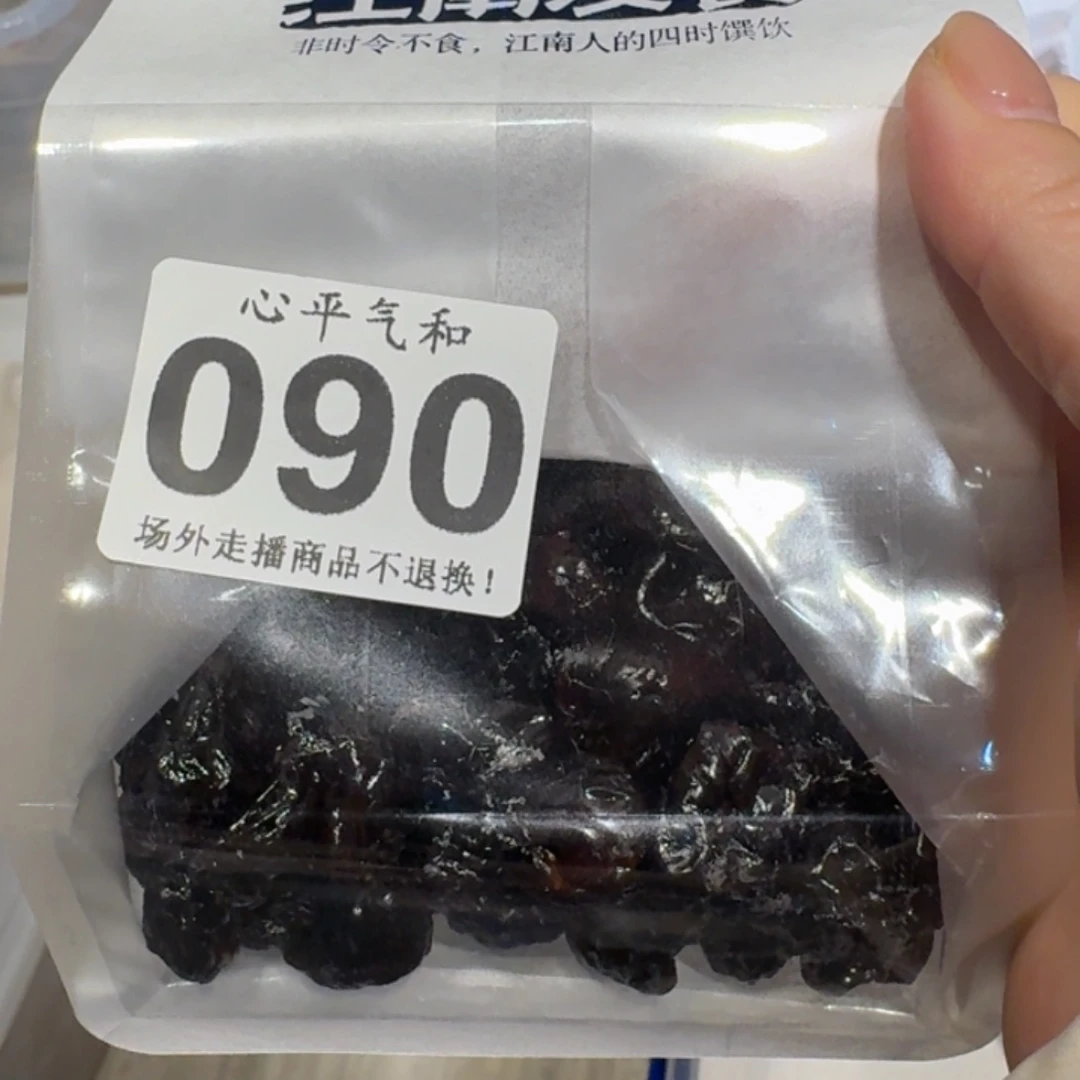 非时令不食，江南人的四时馔饮
心平气和
090
场外走播商品不退换！